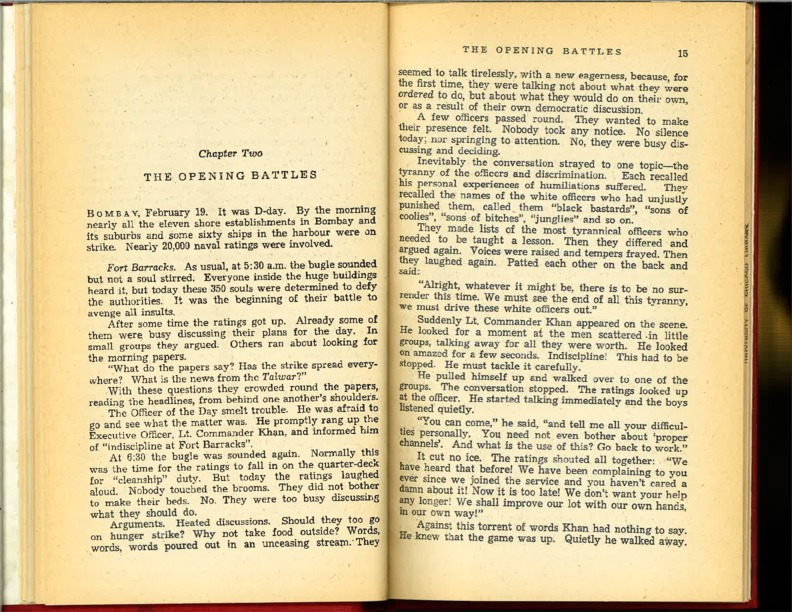 Chapter Two
THE OPENING BATTLES
BOMBAY, February 19. It was D-day. By the morning
nearly all the eleven shore establishments in Bombay and
its suburbs and some sixty ships in the harbour were on
strike. Nearly 20,000 naval ratings were involved.
Fort Barracks. As usual, at 5:30 a.m. the bugle sounded
but not a soul stirred. Everyone inside the huge buildings
heard it, but today these 350 souls were determined to defy
the authorities. It was the beginning of their battle to
avenge all insults.
After some time the ratings got up. Already some of
them were busy discussing their plans for the day. In
small groups they argued. Others ran about looking for
the morning papers.
"What do the papers say? Has the strike spread every-
where? What is the news from the Talwar?"
With these questions they crowded round the papers,
reading the headlines, from behind one another's shoulders.
The Officer of the Day smelt trouble. He was afraid to
go and see what the matter was. He promptly rang up the
Executive Officer, Lt. Commander Khan, and informed him
of "indiscipline at Fort Barracks".
At 6:30 the bugle was sounded again. Normally this
was the time for the ratings to fall in on the quarter-deck
for "cleanship" duty. But today the ratings laughed
aloud. Nobody touched the brooms. They did not bother
to make their beds. No. They were too busy discussing
what they should do.
Arguments. Heated discussions. Should they too go
on hunger strike? Why not take food outside? Words,
words, words poured out in an unceasing stream. They
THE OPENING BATTLES 15
seemed to talk tirelessly, with a new eagerness, because, for
the first time, they were talking not about what they were
ordered to do, but about what they would do on their own,
or as a result of their own democratic discussion.
A few officers passed round. They wanted to make
their presence felt. Nobody took any notice. No silence
today; nor springing to attention. No, they were busy dis-
cussing and deciding.
Inevitably the conversation strayed to one topic—the
tyranny of the officers and discrimination. Each recalled
his personal experiences of humiliations suffered. They
recalled the names of the white officers who had unjustly
punished them, called them "black bastards", "sons of
coolies", "sons of bitches", "junglies" and so on.
They made lists of the most tyrannical officers who
needed to be taught a lesson. Then they differed and
argued again. Voices were raised and tempers frayed. Then
they laughed again. Patted each other on the back and
said:
"Alright, whatever it might be, there is to be no sur-
render this time. We must see the end of all this tyranny,
we must drive these white officers out."
Suddenly Lt. Commander Khan appeared on the scene.
He looked for a moment at the men scattered in little
groups, talking away for all they were worth. He looked
on amazed for a few seconds. Indiscipline! This had to be
stopped. He must tackle it carefully.
He pulled himself up and walked over to one of the
groups. The conversation stopped. The ratings looked up
at the officer. He started talking immediately and the boys
listened quietly.
"You can come," he said, "and tell me all your difficul-
ties personally. You need not even bother about 'proper
channels'. And what is the use of this? Go back to work."
It cut no ice. The ratings shouted all together: "We
have heard that before! We have been complaining to you
ever since we joined the service and you haven't cared a
damn about it! Now it is too late! We don't want your help
any longer! We shall improve our lot with our own hands,
in our own way!"
Against this torrent of words Khan had nothing to say.
He knew that the game was up. Quietly he walked away.
UNIVERSITY OF CHICAGO LIBRARY